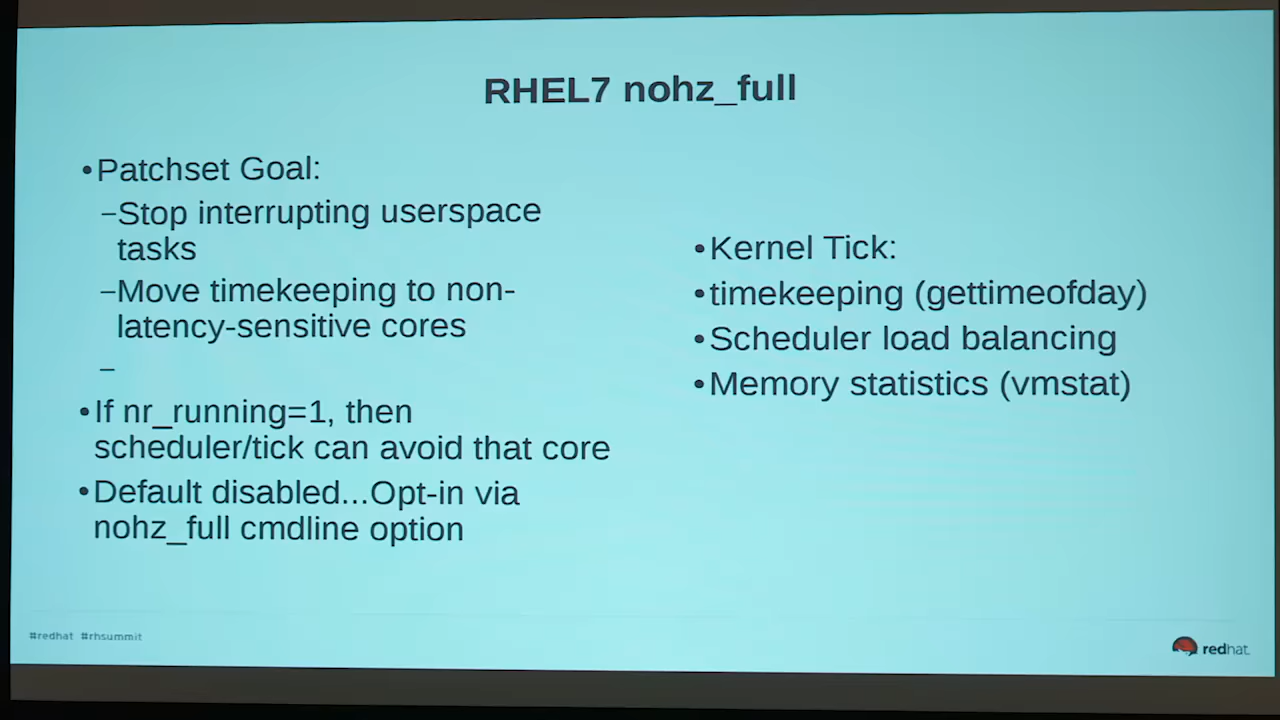 RHEL7 nohz_full
•Patchset Goal:
–Stop interrupting userspace
tasks
–Move timekeeping to non-
latency-sensitive cores
–
•If nr_running=1, then
scheduler/tick can avoid that core
•Default disabled...Opt-in via
nohz_full cmdline option
•Kernel Tick:
•timekeeping (gettimeofday)
•Scheduler load balancing
•Memory statistics (vmstat)
#redhat #rhsummit
redhat.